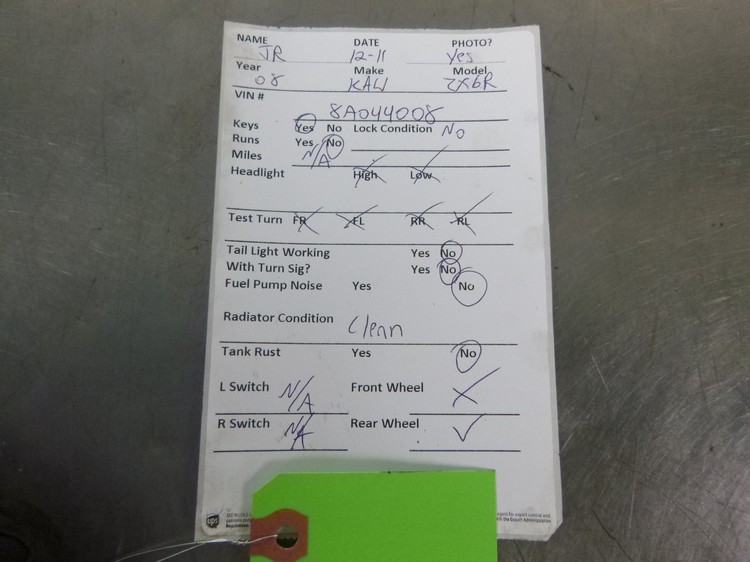 NAME DATE PHOTO?
JR 12-11 yes
Year Make Model
08 KAW ZX6R
VIN #
8A044008
Keys Yes No Lock Condition No
Runs Yes No
Miles N/A
Headlight High Low
Test Turn FR FL RR RL
Tail Light Working Yes No
With Turn Sig? Yes No
Fuel Pump Noise Yes No
Radiator Condition Clean
Tank Rust Yes No
L Switch N/A Front Wheel
R Switch N/A Rear Wheel ✓
ups